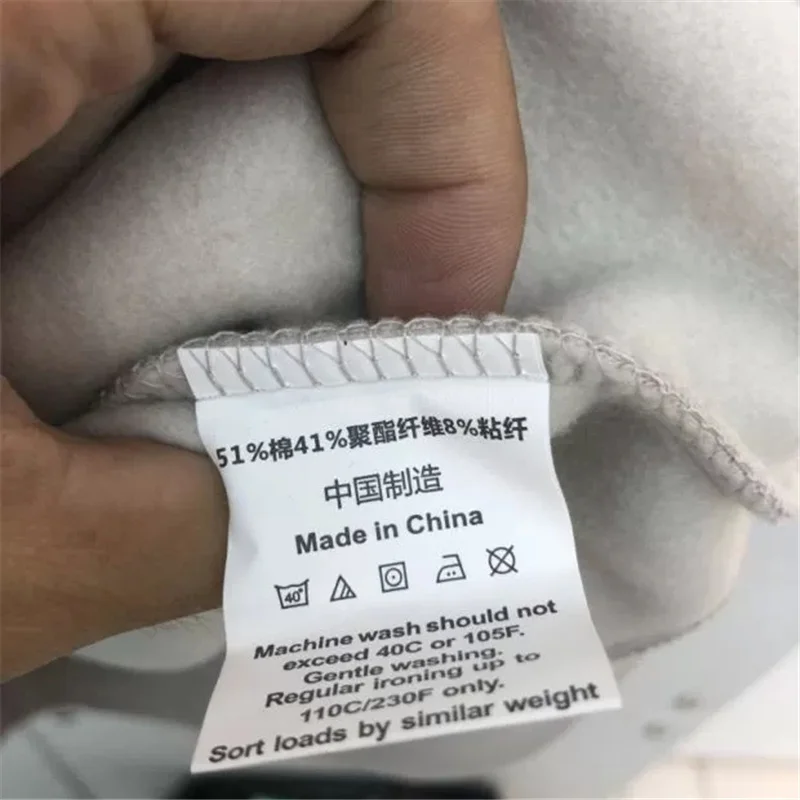 51%棉41%聚酯纤维8%粘纤
中国制造
Made in China
40°
Machine wash should not
exceed 40C or 105F.
Gentle washing.
Regular ironing up to
110C/230F only.
Sort loads by similar weight